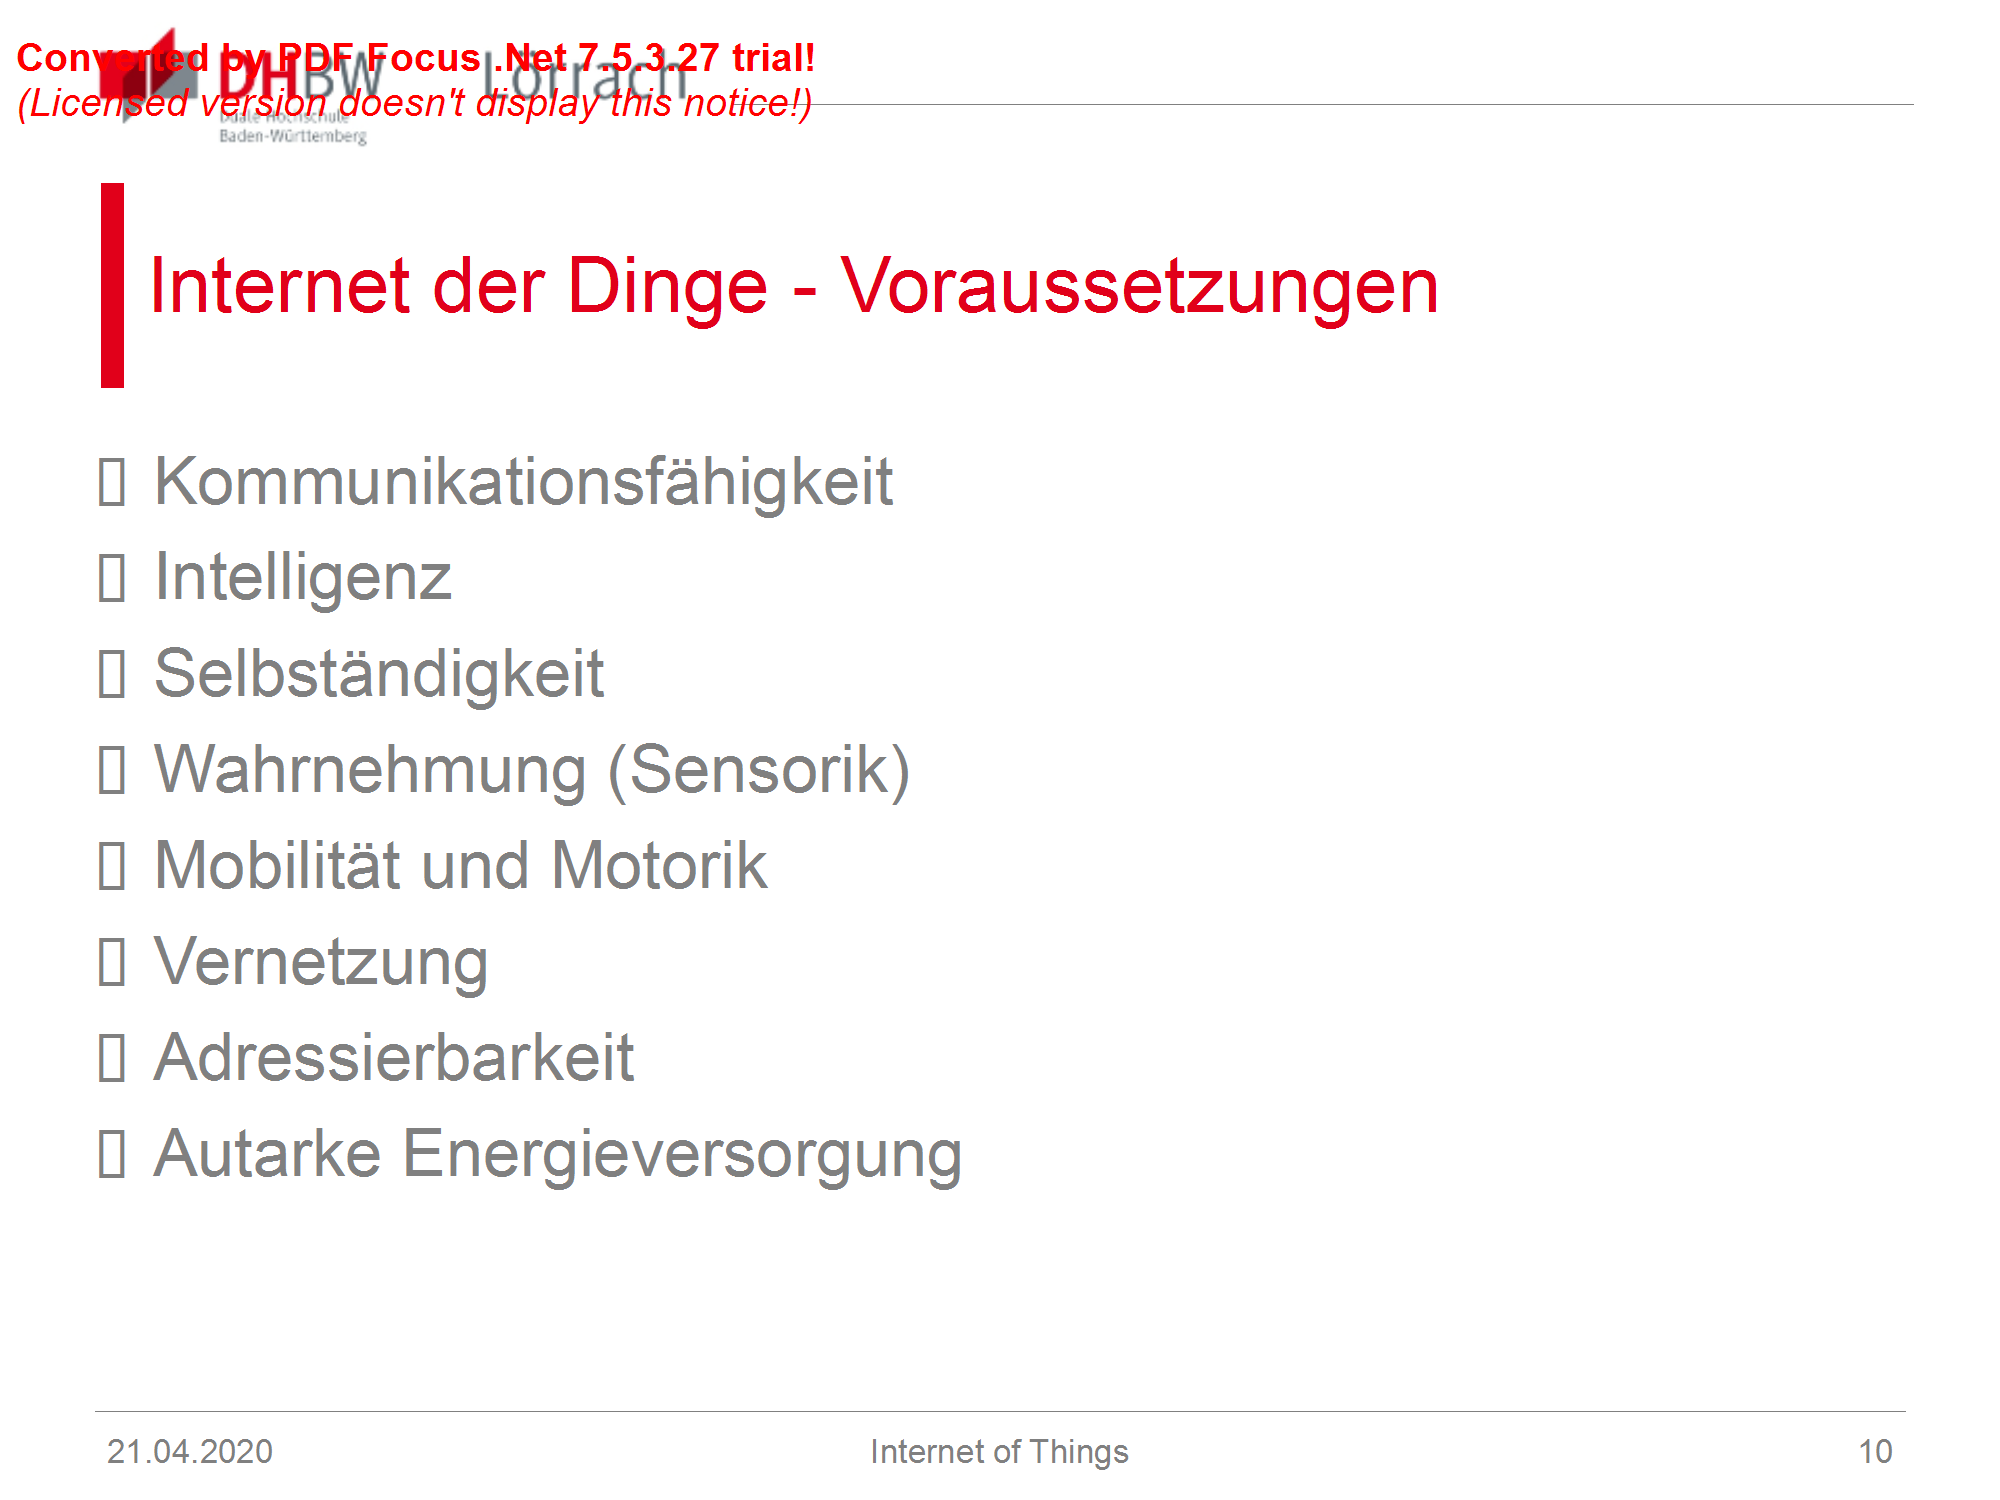 Converted by PDF Focus .Net 7.5.3.27 trial!
(Licensed version doesn't display this notice!)
DHBW Lörrach
Duale Hochschule
Baden-Württemberg
Internet der Dinge - Voraussetzungen
Kommunikationsfähigkeit
Intelligenz
Selbständigkeit
Wahrnehmung (Sensorik)
Mobilität und Motorik
Vernetzung
Adressierbarkeit
Autarke Energieversorgung
21.04.2020 Internet of Things 10